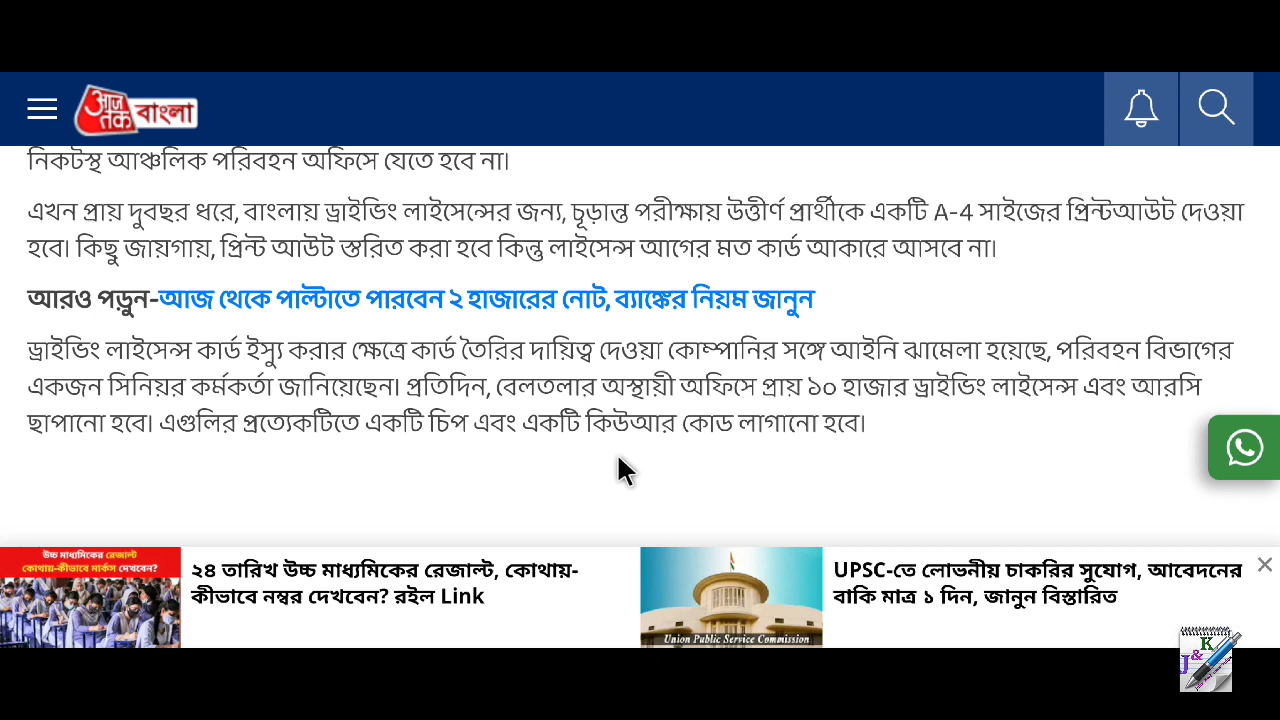 आज तक বাংলা
নিকটস্থ আঞ্চলিক পরিবহন অফিসে যেতে হবে না।
এখন প্রায় দুবছর ধরে, বাংলায় ড্রাইভিং লাইসেন্সের জন্য, চূড়ান্ত পরীক্ষায় উত্তীর্ণ প্রার্থীকে একটি A-4 সাইজের প্রিন্টআউট দেওয়া
হবে। কিছু জায়গায়, প্রিন্ট আউট স্তরিত করা হবে কিন্তু লাইসেন্স আগের মত কার্ড আকারে আসবে না।
আরও পড়ুন-আজ থেকে পাল্টাতে পারবেন ২ হাজারের নোট, ব্যাঙ্কের নিয়ম জানুন
ড্রাইভিং লাইসেন্স কার্ড ইস্যু করার ক্ষেত্রে কার্ড তৈরির দায়িত্ব দেওয়া কোম্পানির সঙ্গে আইনি ঝামেলা হয়েছে, পরিবহন বিভাগের
একজন সিনিয়র কর্মকর্তা জানিয়েছেন। প্রতিদিন, বেলতলার অস্থায়ী অফিসে প্রায় ১০ হাজার ড্রাইভিং লাইসেন্স এবং আরসি
ছাপানো হবে। এগুলির প্রত্যেকটিতে একটি চিপ এবং একটি কিউআর কোড লাগানো হবে।
উচ্চ মাধ্যমিকের রেজাল্ট
কোথায়-কীভাবে মার্কস দেখবেন?
২৪ তারিখ উচ্চ মাধ্যমিকের রেজাল্ট, কোথায়-
কীভাবে নম্বর দেখবেন? রইল Link
Union Public Service Commission
UPSC-তে লোভনীয় চাকরির সুযোগ, আবেদনের
বাকি মাত্র ১ দিন, জানুন বিস্তারিত
J&K